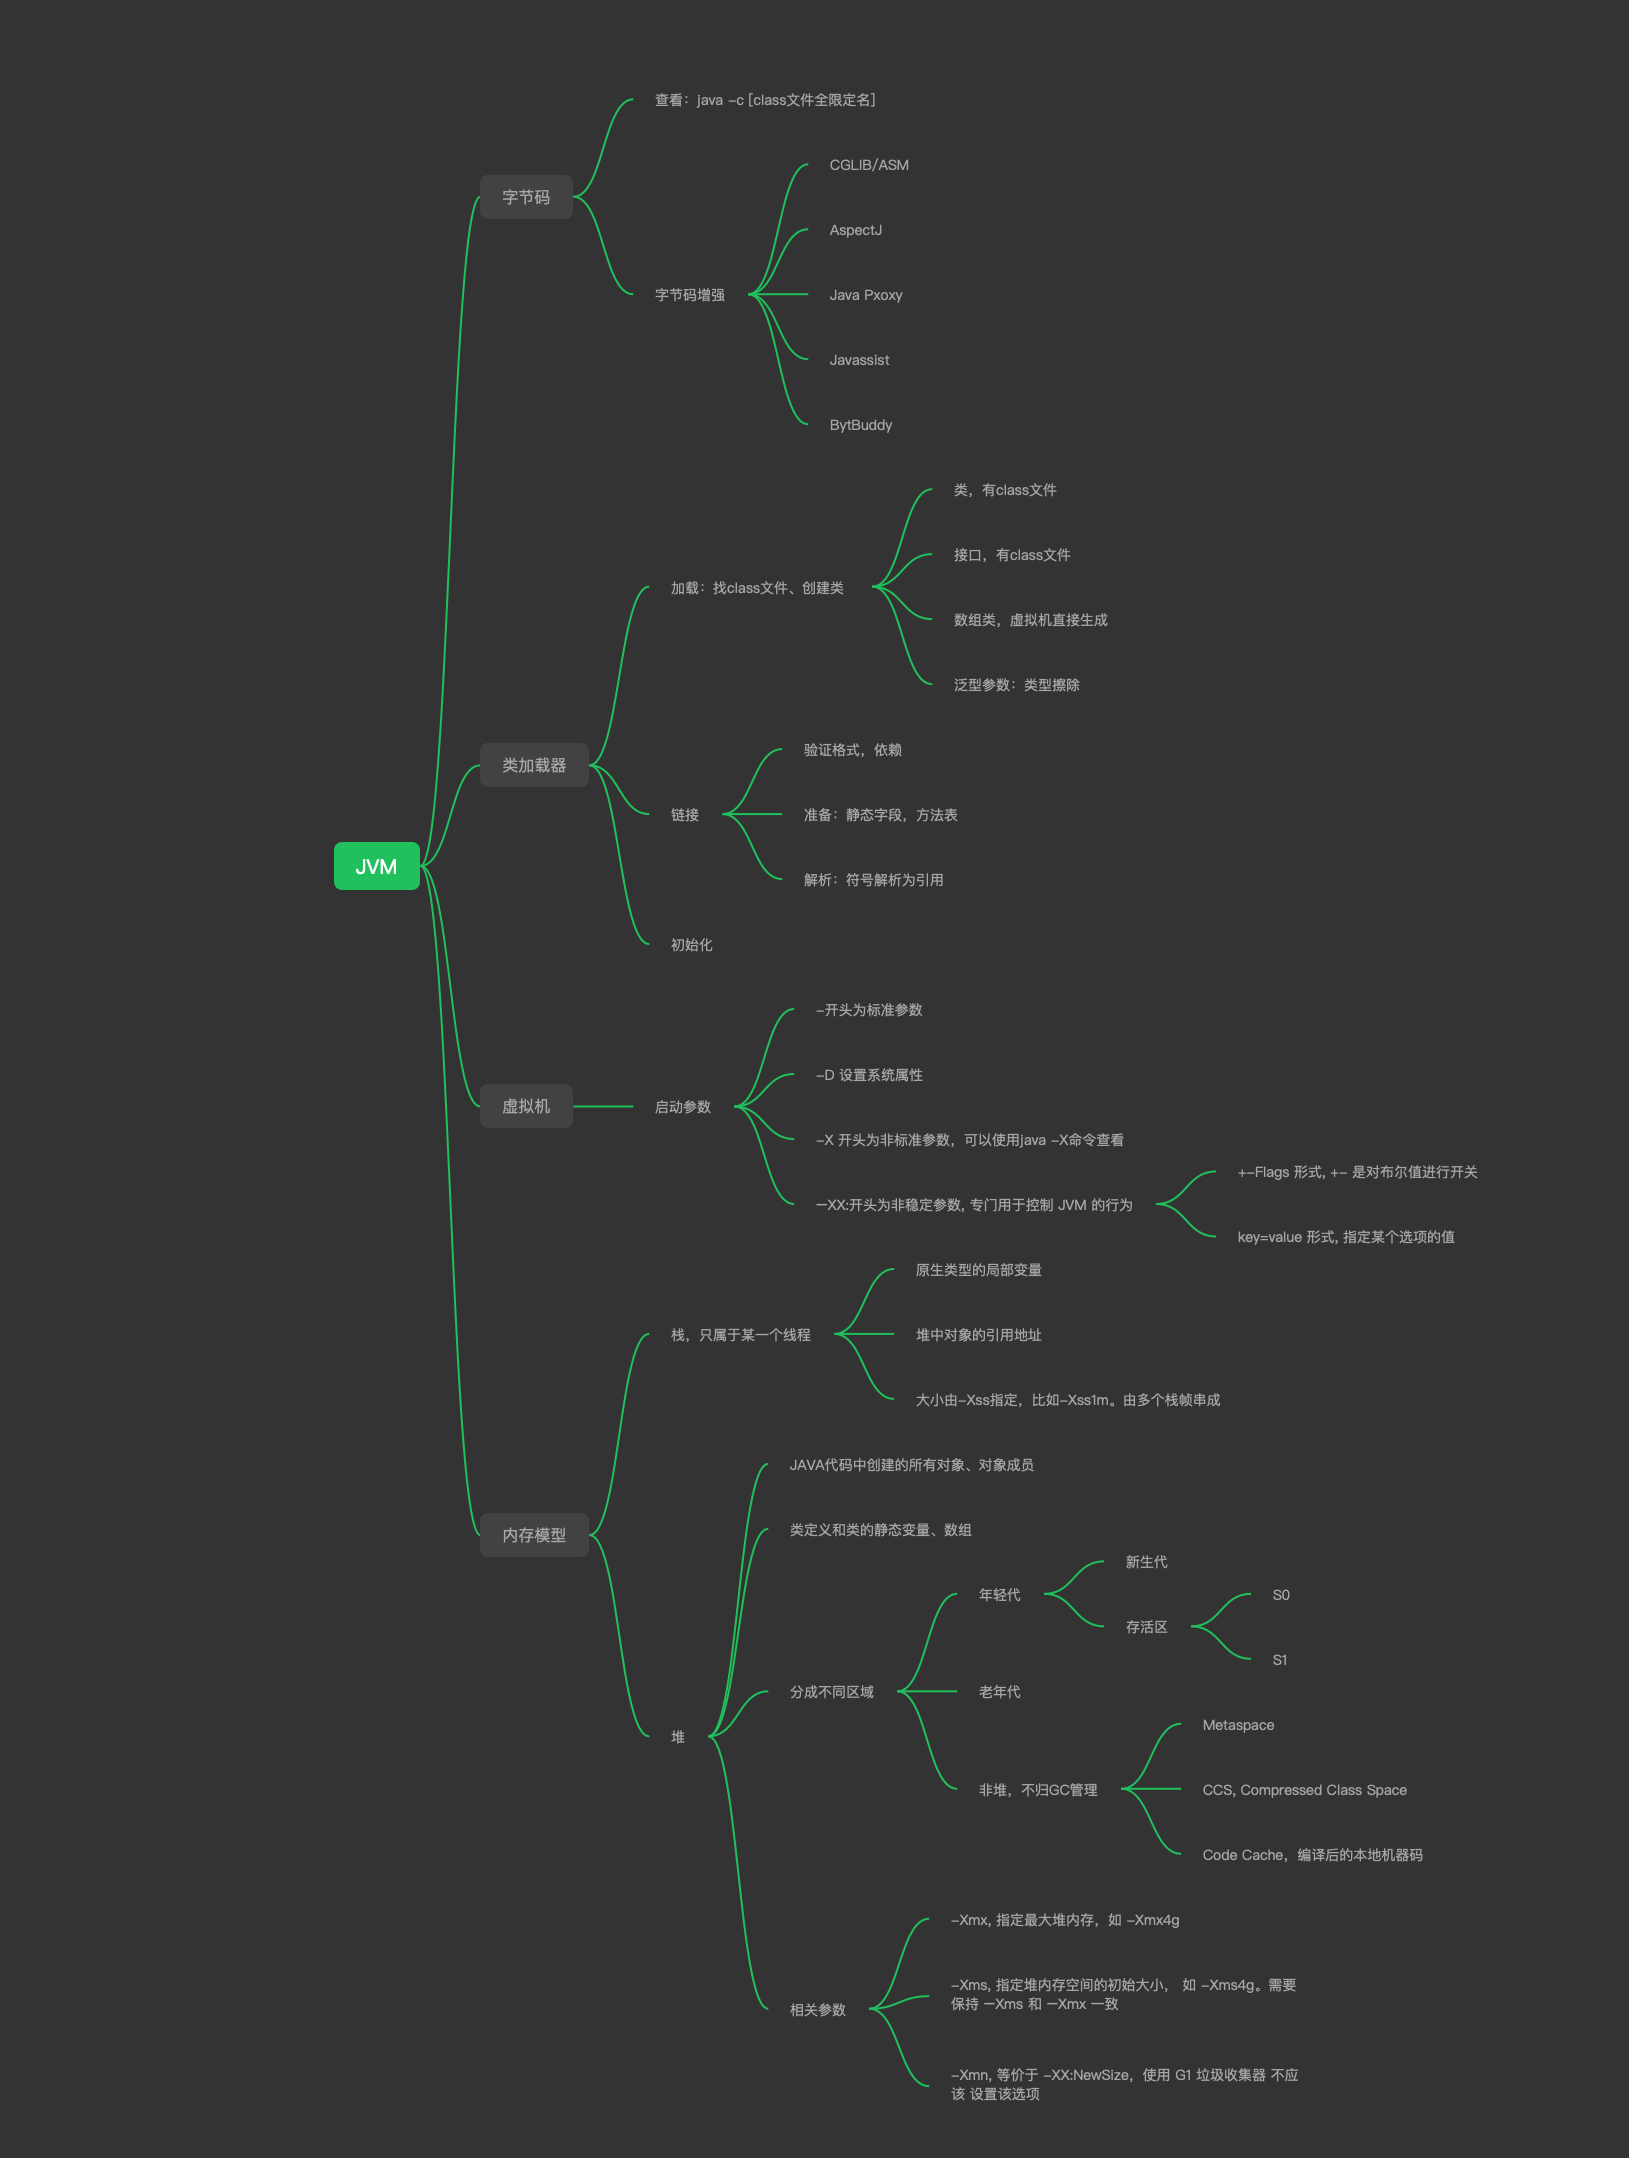 查看：java -c [class文件全限定名]
CGLIB/ASM
字节码
AspectJ
字节码增强
Java Pxoxy
Javassist
BytBuddy
类，有class文件
接口，有class文件
加载：找class文件、创建类
数组类，虚拟机直接生成
泛型参数：类型擦除
验证格式，依赖
类加载器
链接
准备：静态字段，方法表
JVM
解析：符号解析为引用
初始化
-开头为标准参数
-D 设置系统属性
虚拟机
启动参数
-X 开头为非标准参数，可以使用java -X命令查看
+-Flags 形式, +- 是对布尔值进行开关
—XX:开头为非稳定参数, 专门用于控制 JVM 的行为
key=value 形式, 指定某个选项的值
原生类型的局部变量
栈，只属于某一个线程
堆中对象的引用地址
大小由-Xss指定，比如-Xss1m。由多个栈帧串成
JAVA代码中创建的所有对象、对象成员
内存模型
类定义和类的静态变量、数组
新生代
年轻代
S0
存活区
S1
分成不同区域
老年代
堆
Metaspace
非堆，不归GC管理
CCS, Compressed Class Space
Code Cache，编译后的本地机器码
-Xmx, 指定最大堆内存，如 -Xmx4g
-Xms, 指定堆内存空间的初始大小， 如 -Xms4g。需要
保持 —Xms 和 —Xmx 一致
相关参数
-Xmn, 等价于 -XX:NewSize，使用 G1 垃圾收集器 不应
该 设置该选项